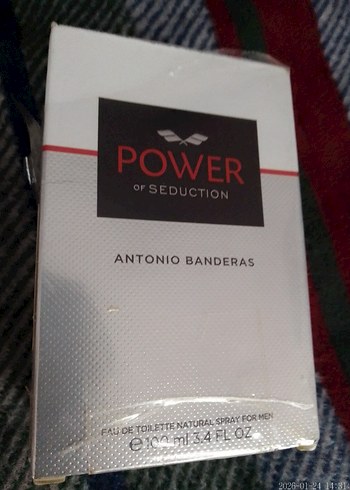 POWER
OF SEDUCTION
ANTONIO BANDERAS
EAU DE TOILETTE NATURAL SPRAY FOR MEN
℮100 ml 3.4 FL OZ
2026-01-24 14:31